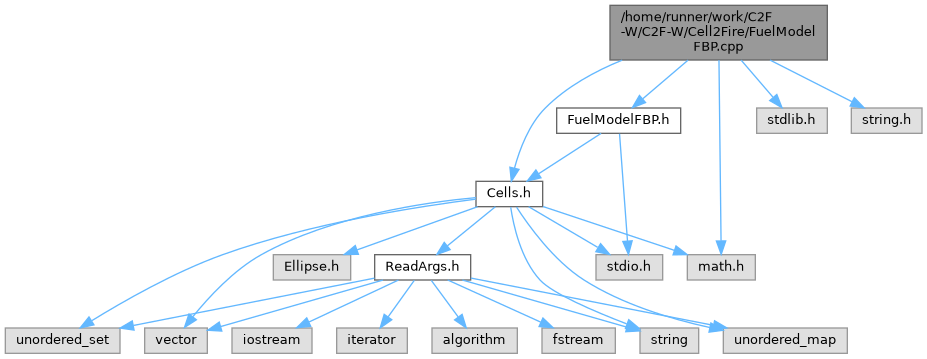 /home/runner/work/C2F
-W/C2F-W/Cell2Fire/FuelModel
FBP.cpp
FuelModelFBP.h
stdlib.h
string.h
Cells.h
Ellipse.h
ReadArgs.h
stdio.h
math.h
unordered_set
vector
iostream
iterator
algorithm
fstream
string
unordered_map